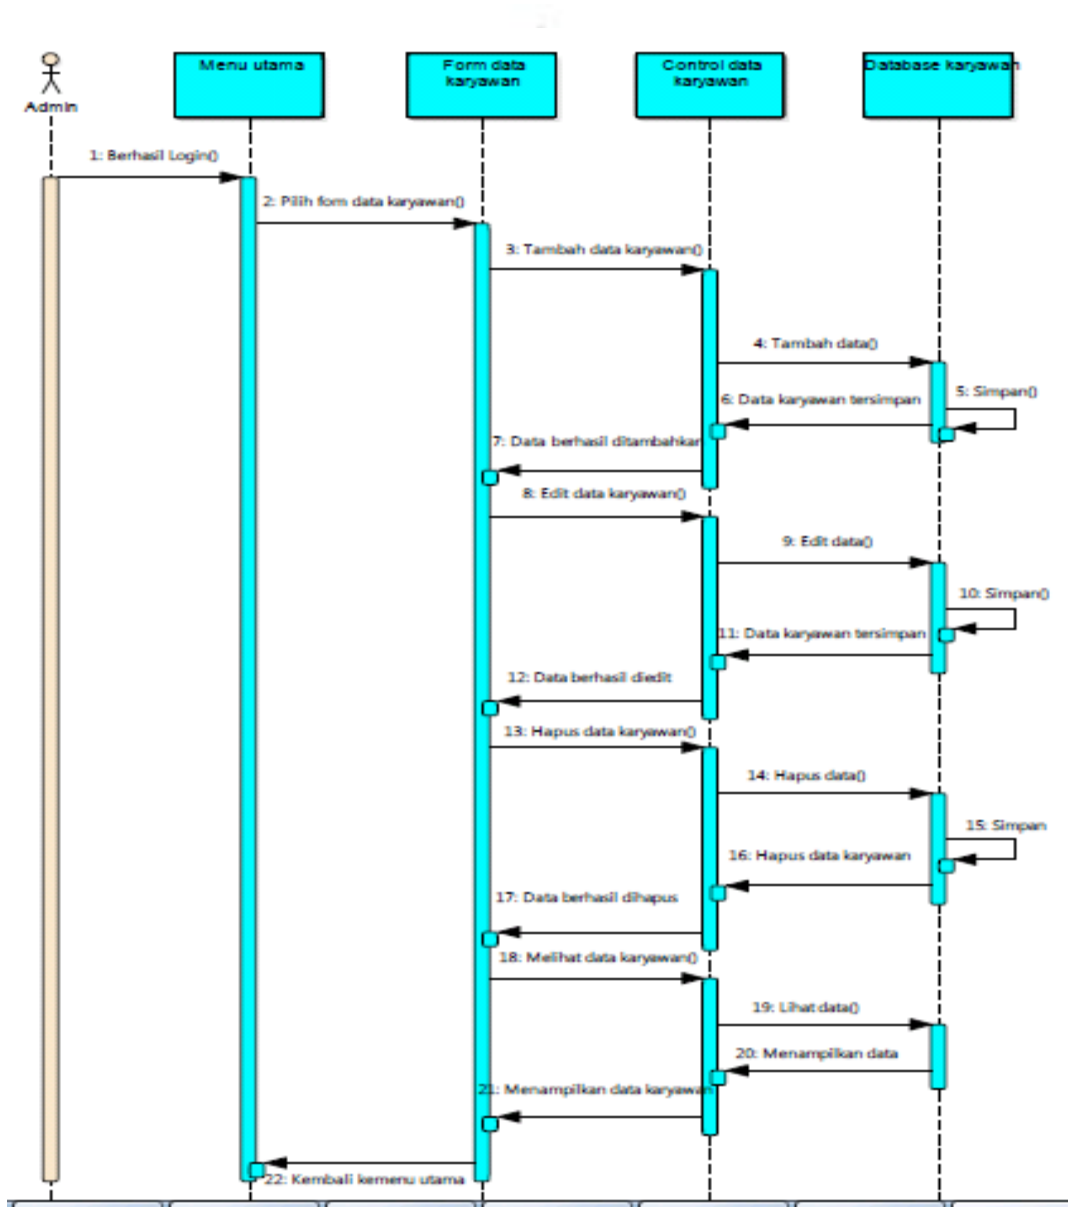 Menu utama
Form data
karyawan
Control data
karyawan
Database karyawan
Admin
1: Berhasil Login()
2: Pilih form data karyawan()
3: Tambah data karyawan()
4: Tambah data()
5: Simpan()
6: Data karyawan tersimpan
7: Data berhasil ditambahkan
8: Edit data karyawan()
9: Edit data()
10: Simpan()
11: Data karyawan tersimpan
12: Data berhasil diedit
13: Hapus data karyawan()
14: Hapus data()
15: Simpan
16: Hapus data karyawan
17: Data berhasil dihapus
18: Melihat data karyawan()
19: Lihat data()
20: Menampilkan data
21: Menampilkan data karyawan
22: Kembali kemenu utama